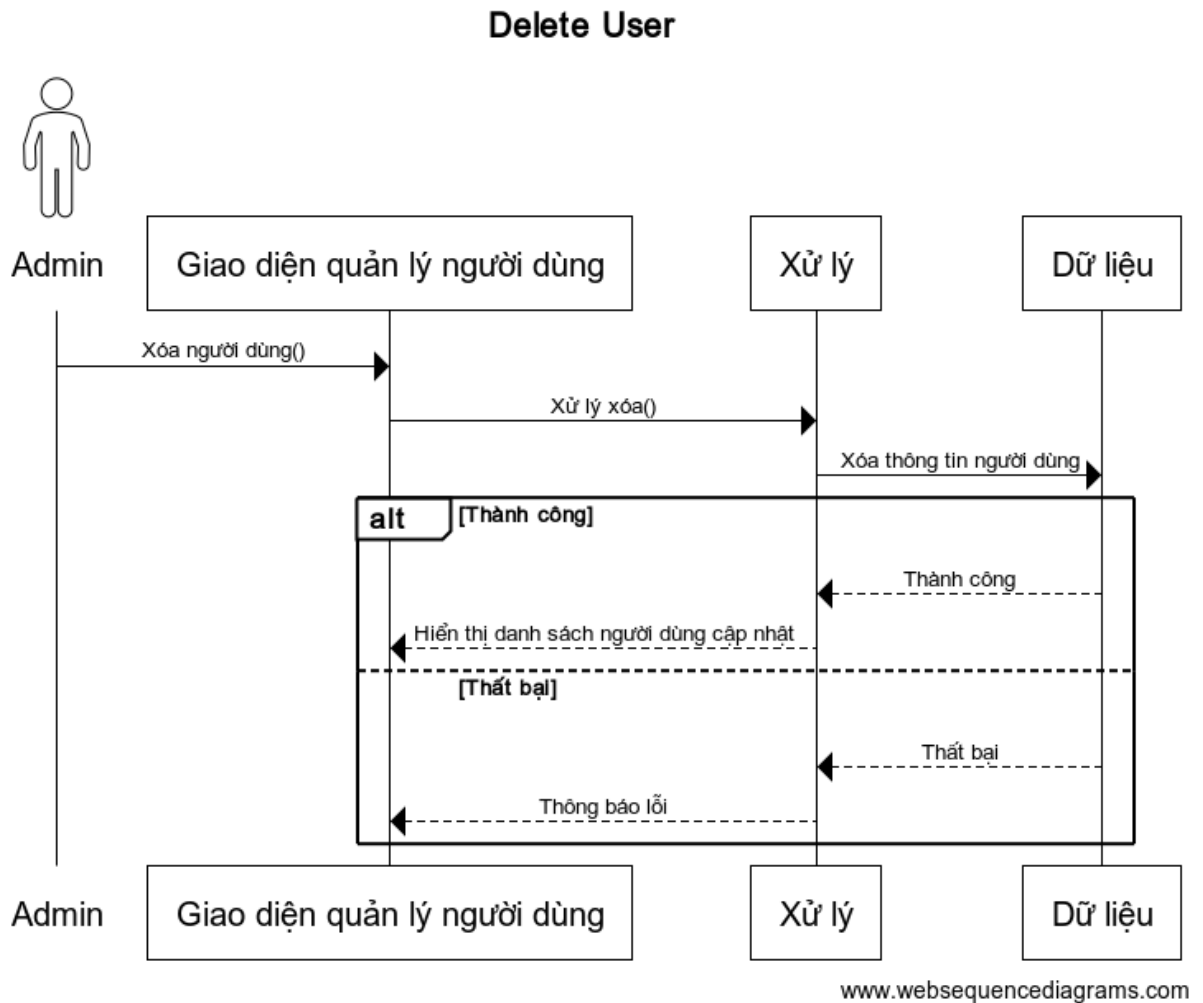 Delete User
Admin
Giao diện quản lý người dùng
Xử lý
Dữ liệu
Xóa người dùng()
Xử lý xóa()
Xóa thông tin người dùng
alt
[Thành công]
Thành công
Hiển thị danh sách người dùng cập nhật
[Thất bại]
Thất bại
Thông báo lỗi
Admin
Giao diện quản lý người dùng
Xử lý
Dữ liệu
www.websequencediagrams.com